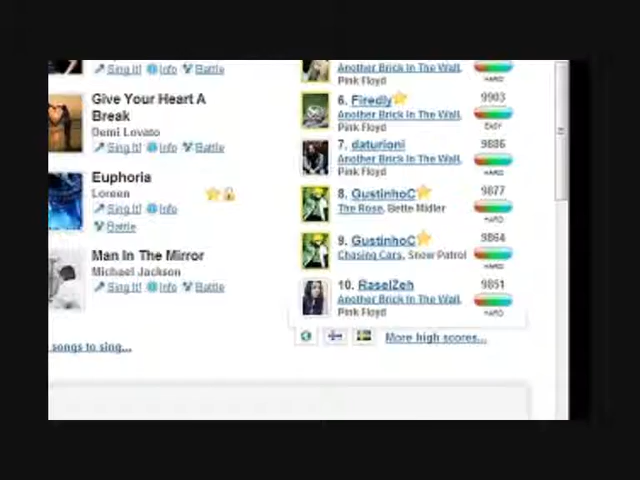 Sing it! Info Battle
Give Your Heart A
Break
Demi Lovato
Sing it! Info Battle
Euphoria
Loreen
Sing it! Info
Battle
Man In The Mirror
Michael Jackson
Sing it! Info Battle
songs to sing...
Another Brick In The Wall,
Pink Floyd
HARD
6. Firedly 9903
Another Brick In The Wall,
Pink Floyd
EASY
7. daturioni 9886
Another Brick In The Wall,
Pink Floyd
HARD
8. GustinhoC 9877
The Rose, Bette Midler
HARD
9. GustinhoC 9864
Chasing Cars, Snow Patrol
HARD
10. RaselZeh 9851
Another Brick In The Wall,
Pink Floyd
HARD
More high scores...